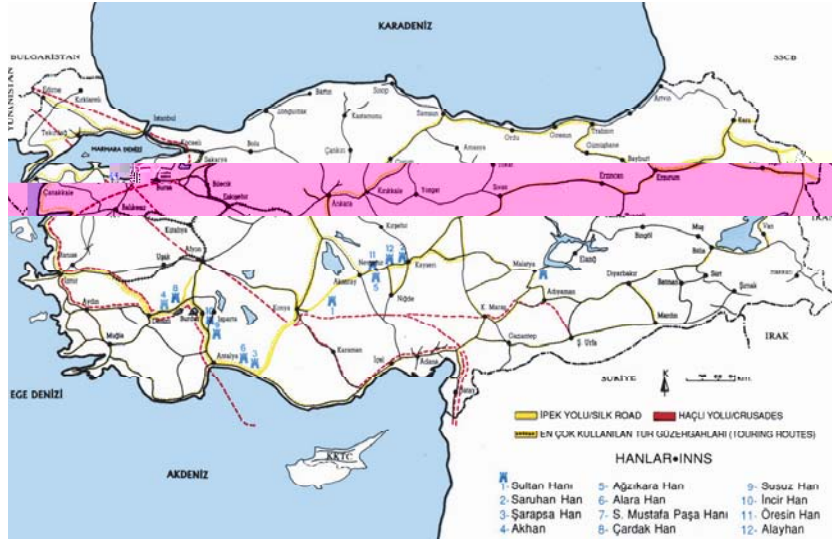 KARADENİZ
BULGARİSTAN
SSCB
YUNANİSTAN
Edirne
Kırklareli
İstanbul
Kocaeli
Sakarya
Bolu
Zonguldak
Bartın
Kastamonu
Sinop
Samsun
Ordu
Giresun
Trabzon
Artvin
Kars
MARMARA DENİZİ
Çankırı
Amasya
Gümüşhane
Bayburt
Çanakkale
Balıkesir
Bursa
Bilecik
Eskişehir
Ankara
Kırıkkale
Yozgat
Sivas
Erzincan
Erzurum
Kütahya
Afyon
Uşak
Manisa
İzmir
Aydın
Denizli
Muğla
Burdur
Isparta
Antalya
Konya
Karaman
Aksaray
Nevşehir
Kırşehir
Kayseri
Niğde
İçel
Adana
K. Maraş
Gaziantep
Ş. Urfa
Adıyaman
Malatya
Elazığ
Bingöl
Muş
Bitlis
Van
Diyarbakır
Batman
Siirt
Şırnak
Mardin
Hatay
IRAK
SURİYE
K
EGE DENİZİ
AKDENİZ
KKTC
İPEK YOLU/SILK ROAD
HAÇLI YOLU/CRUSADES
EN ÇOK KULLANILAN TUR GÜZERGAHLARI (TOURING ROUTES)
HANLAR•INNS
1- Sultan Hanı
2- Saruhan Han
3- Şarapsa Han
4- Akhan
5- Ağzıkara Han
6- Alara Han
7- S. Mustafa Paşa Hanı
8- Çardak Han
9- Susuz Han
10- İncir Han
11- Öresin Han
12- Alayhan